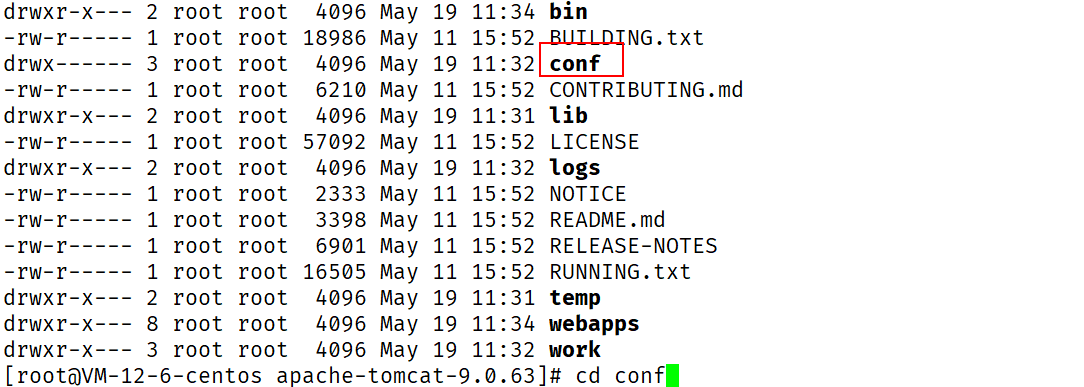 drwxr-x--- 2 root root  4096 May 19 11:34 bin
-rw-r----- 1 root root 18986 May 11 15:52 BUILDING.txt
drwx------ 3 root root  4096 May 19 11:32 conf
-rw-r----- 1 root root  6210 May 11 15:52 CONTRIBUTING.md
drwxr-x--- 2 root root  4096 May 19 11:31 lib
-rw-r----- 1 root root 57092 May 11 15:52 LICENSE
drwxr-x--- 2 root root  4096 May 19 11:32 logs
-rw-r----- 1 root root  2333 May 11 15:52 NOTICE
-rw-r----- 1 root root  3398 May 11 15:52 README.md
-rw-r----- 1 root root  6901 May 11 15:52 RELEASE-NOTES
-rw-r----- 1 root root 16505 May 11 15:52 RUNNING.txt
drwxr-x--- 2 root root  4096 May 19 11:31 temp
drwxr-x--- 8 root root  4096 May 19 11:34 webapps
drwxr-x--- 3 root root  4096 May 19 11:32 work
[root@VM-12-6-centos apache-tomcat-9.0.63]# cd conf